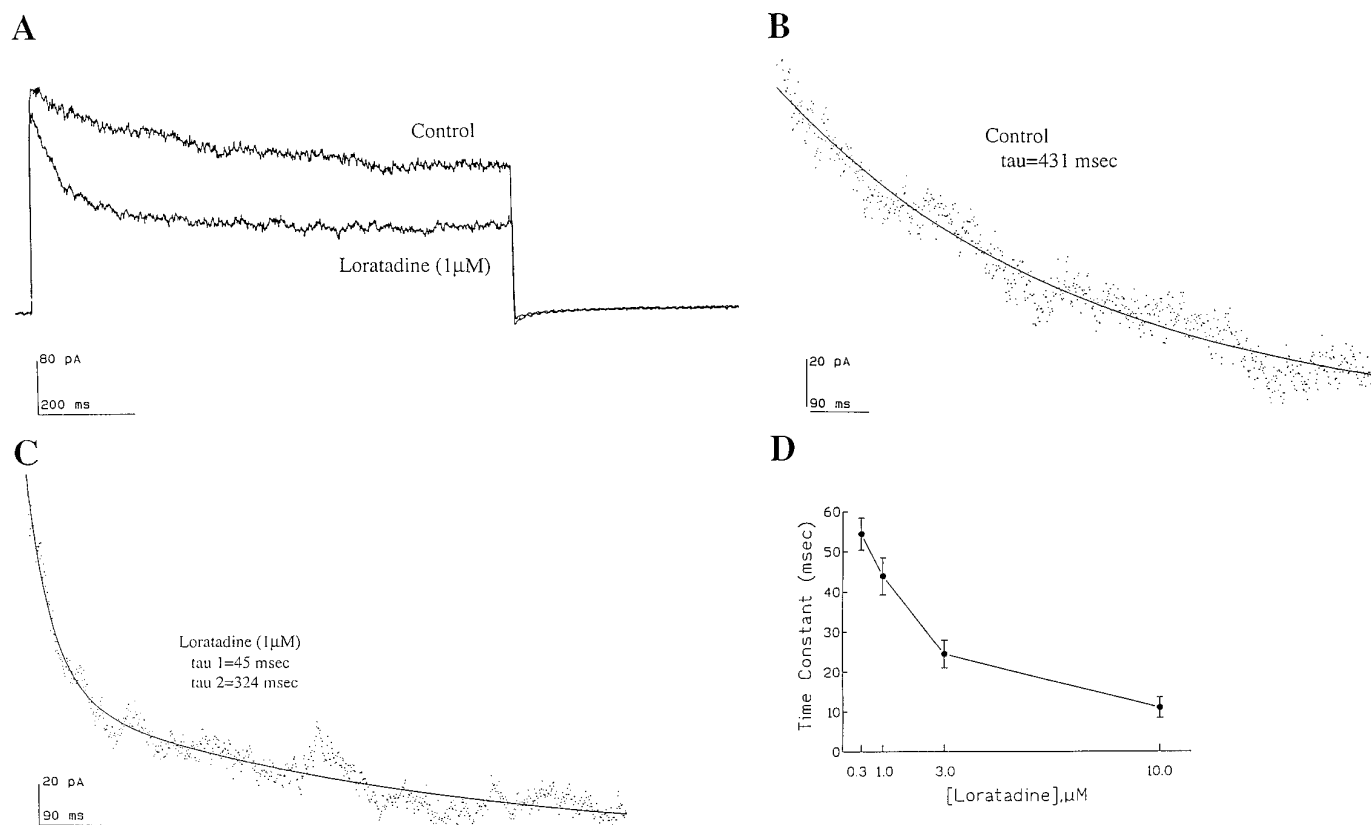 A
Control
Loratadine (1µM)
80 pA
200 ms
B
Control
tau=431 msec
20 pA
90 ms
C
Loratadine (1µM)
tau 1=45 msec
tau 2=324 msec
20 pA
90 ms
D
Time Constant (msec)
60
50
40
30
20
10
0
0.3 1.0 3.0 10.0
[Loratadine],µM